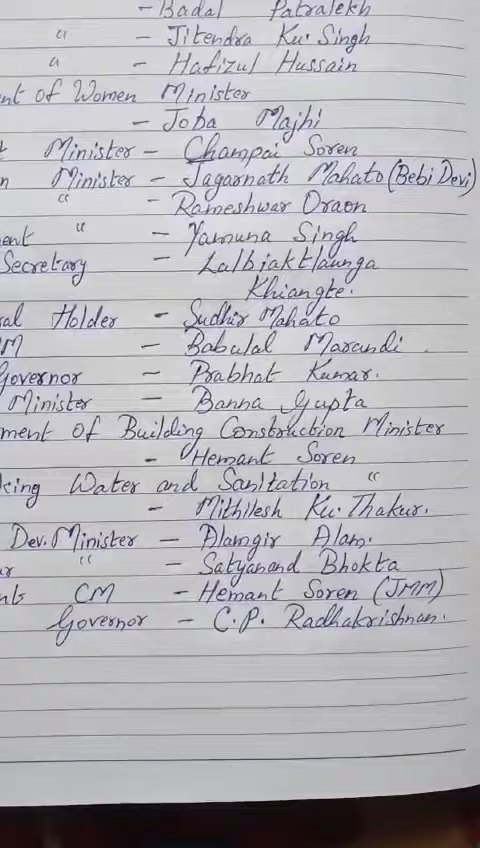 - Badal Patralekh
" - Jitendra Ku. Singh
" - Hafizul Hussain
nt of Women Minister
- Joba Majhi
t Minister - Champai Soren
n Minister - Jagarnath Mahato (Bebi Devi)
" - Rameshwar Oraon
ent " - Yamuna Singh
Secretary - Lalbiaktlaunga
Khiangte.
al Holder - Sudhir Mahato
M - Babulal Marandi
Governor - Prabhat Kumar.
Minister - Banna Gupta
ment of Building Construction Minister
- Hemant Soren
king Water and Sanitation "
- Mithilesh Ku. Thakur.
Dev. Minister - Alamgir Alam.
ur " - Satyanand Bhokta
nt CM - Hemant Soren (JMM)
Governor - C.P. Radhakrishnan.